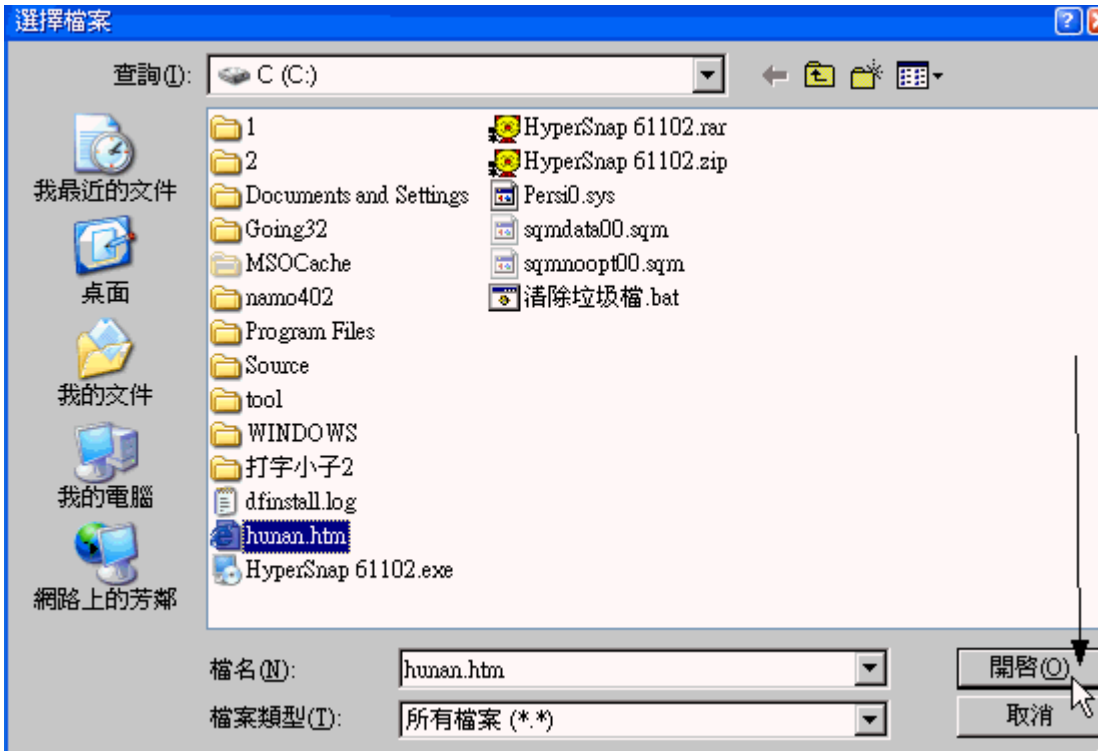 選擇檔案
查詢(I):
C (C:)
我最近的文件
桌面
我的文件
我的電腦
網路上的芳鄰
1
2
Documents and Settings
Going32
MSOCache
namo402
Program Files
Source
tool
WINDOWS
打字小子2
dfinstall.log
hunan.htm
HyperSnap 61102.exe
HyperSnap 61102.rar
HyperSnap 61102.zip
Persi0.sys
sqmdata00.sqm
sqmnoopt00.sqm
清除垃圾檔.bat
檔名(N):
hunan.htm
開啓(O)
檔案類型(T):
所有檔案 (*.*)
取消